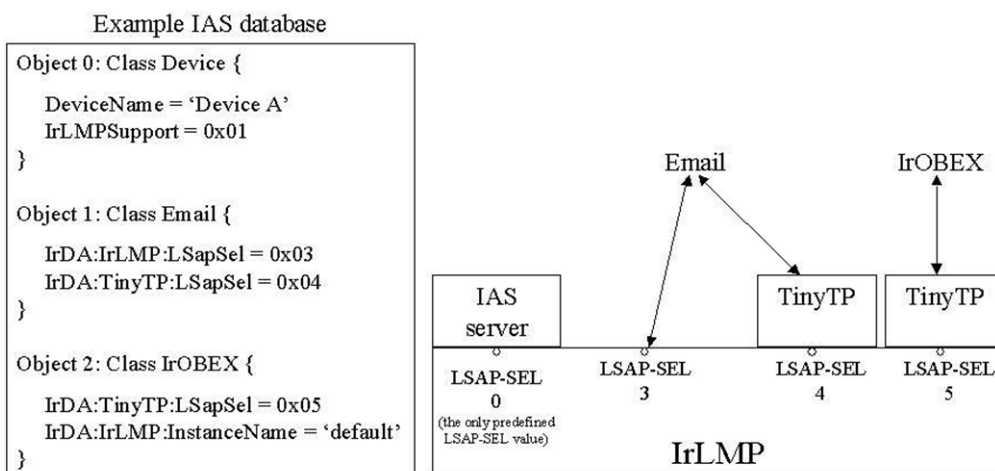 Example IAS database
Object 0: Class Device {
DeviceName = ‘Device A’
IrLMPSupport = 0x01
}
Object 1: Class Email {
IrDA:IrLMP:LSapSel = 0x03
IrDA:TinyTP:LSapSel = 0x04
}
Object 2: Class IrOBEX {
IrDA:TinyTP:LSapSel = 0x05
IrDA:IrLMP:InstanceName = ‘default’
}
Email
IrOBEX
IAS
server
TinyTP
TinyTP
LSAP-SEL
0
(the only predefined
LSAP-SEL value)
LSAP-SEL
3
LSAP-SEL
4
LSAP-SEL
5
IrLMP